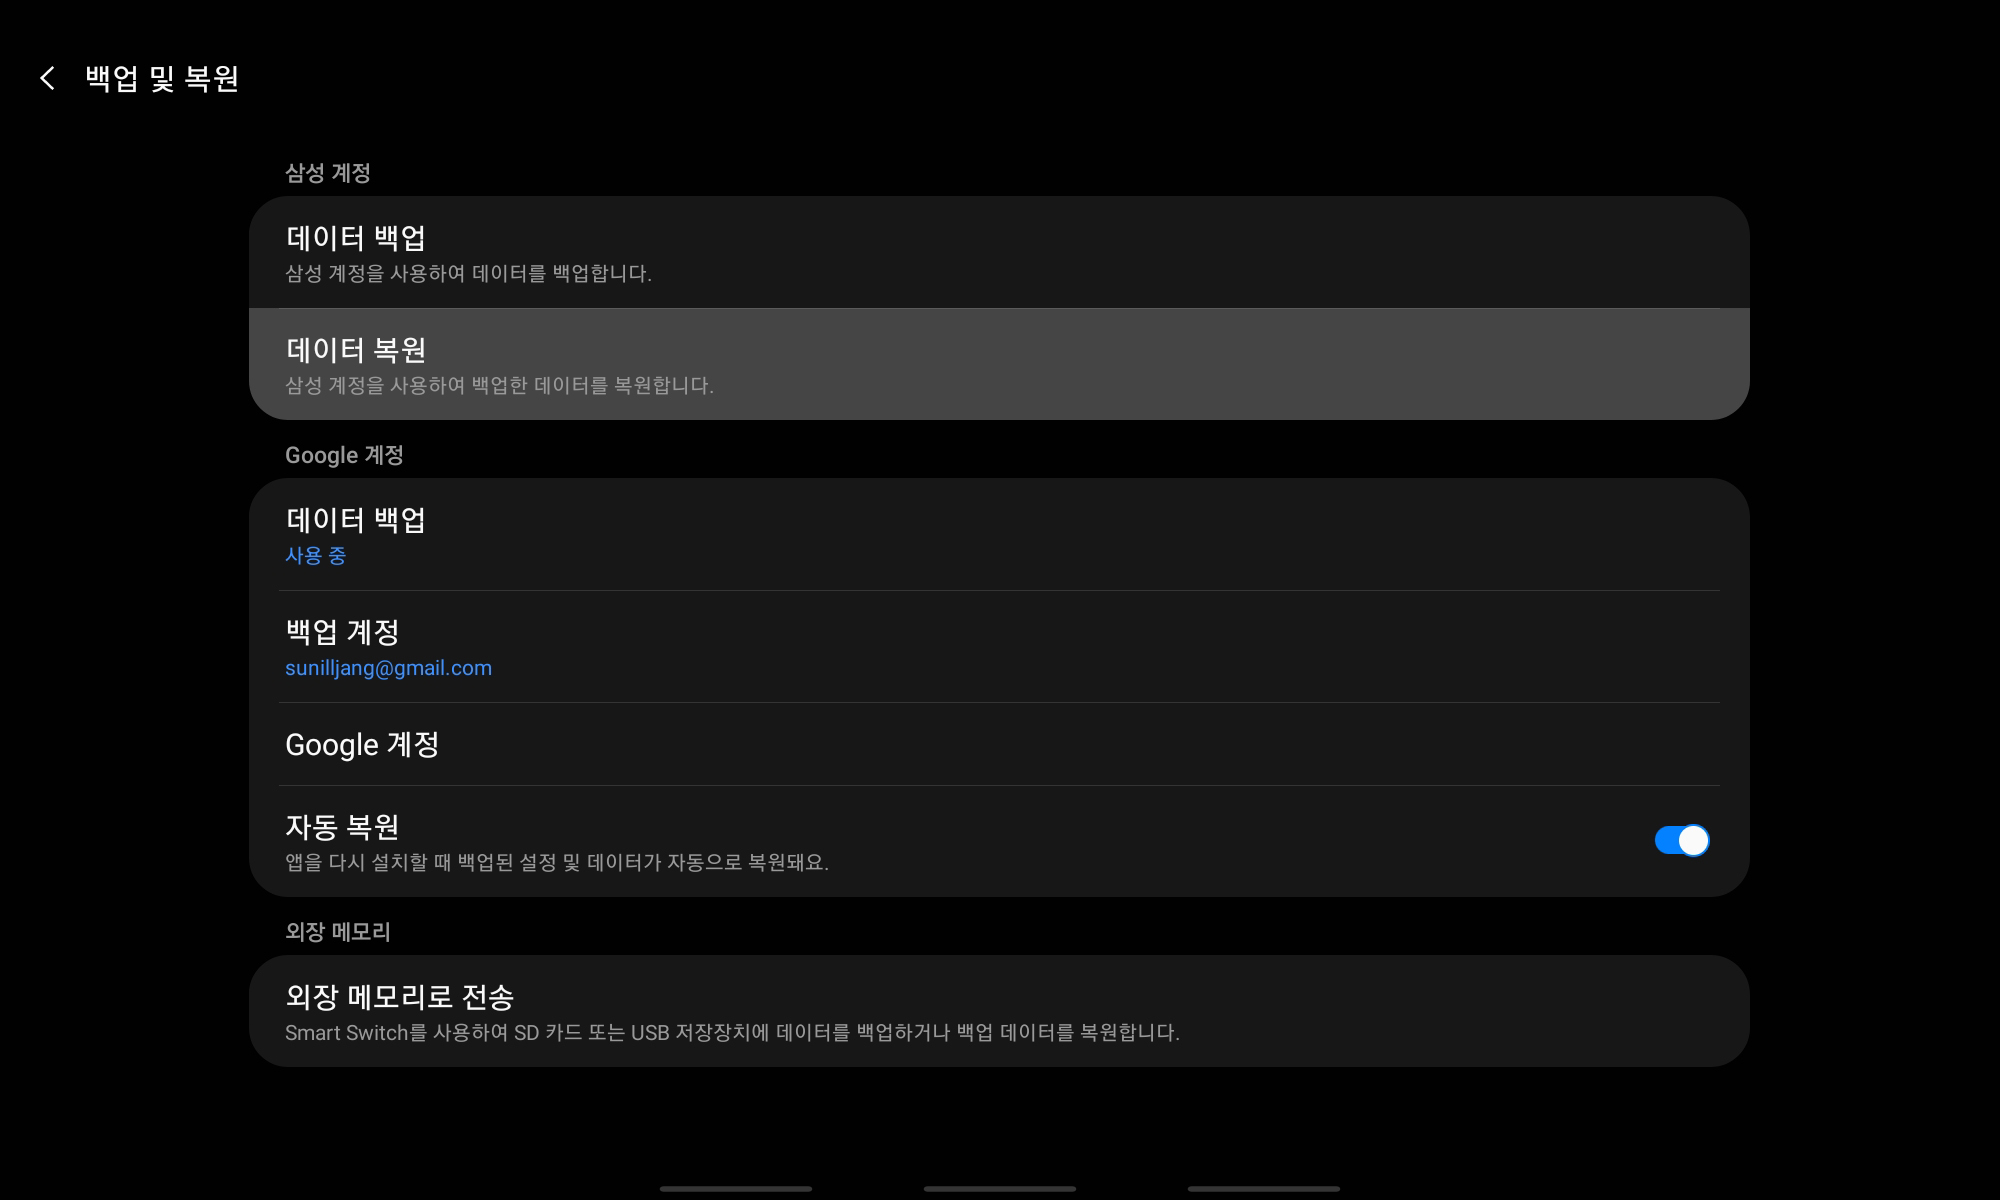 백업 및 복원
삼성 계정
데이터 백업
삼성 계정을 사용하여 데이터를 백업합니다.
데이터 복원
삼성 계정을 사용하여 백업한 데이터를 복원합니다.
Google 계정
데이터 백업
사용 중
백업 계정
sunilljang@gmail.com
Google 계정
자동 복원
앱을 다시 설치할 때 백업된 설정 및 데이터가 자동으로 복원돼요.
외장 메모리
외장 메모리로 전송
Smart Switch를 사용하여 SD 카드 또는 USB 저장장치에 데이터를 백업하거나 백업 데이터를 복원합니다.